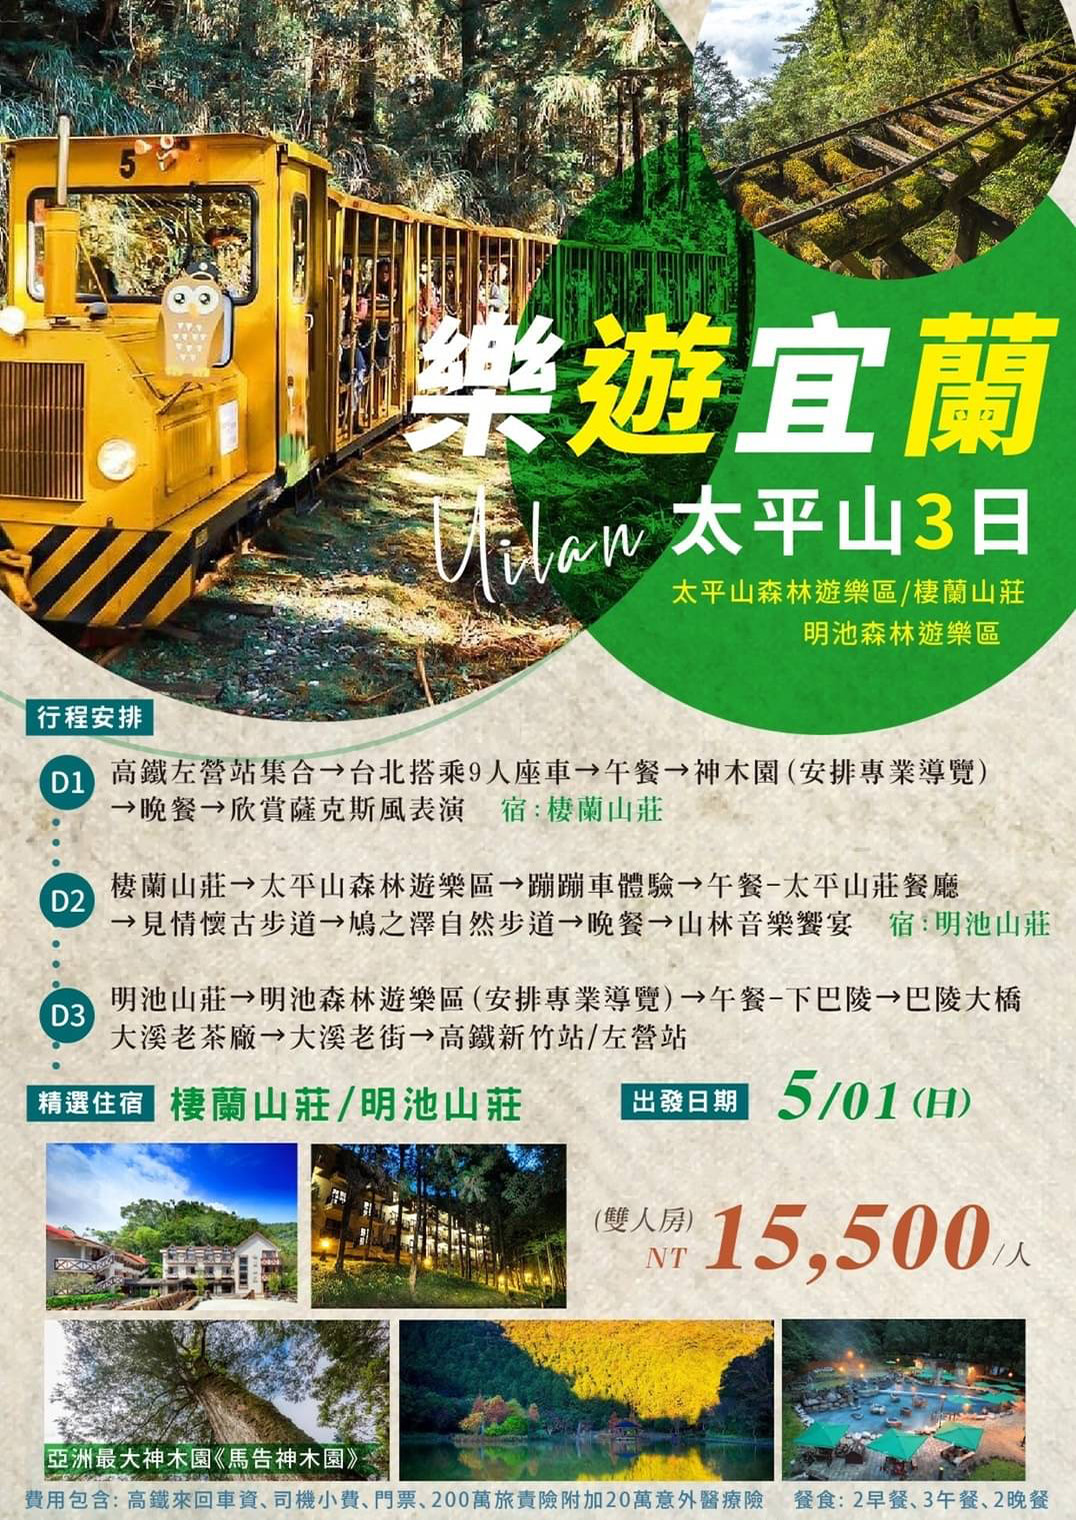 5
樂遊宜蘭
Yilan
太平山3日
太平山森林遊樂區/棲蘭山莊
明池森林遊樂區
行程安排
D1 高鐵左營站集合→台北搭乘9人座車→午餐→神木園(安排專業導覽)
→晚餐→欣賞薩克斯風表演 宿:棲蘭山莊
D2 棲蘭山莊→太平山森林遊樂區→蹦蹦車體驗→午餐-太平山莊餐廳
→見情懷古步道→鳩之澤自然步道→晚餐→山林音樂饗宴 宿:明池山莊
D3 明池山莊→明池森林遊樂區(安排專業導覽)→午餐-下巴陵→巴陵大橋
大溪老茶廠→大溪老街→高鐵新竹站/左營站
精選住宿 棲蘭山莊/明池山莊
出發日期 5/01(日)
(雙人房)
NT 15,500/人
亞洲最大神木園《馬告神木園》
費用包含: 高鐵來回車資、司機小費、門票、200萬旅責險附加20萬意外醫療險 餐食: 2早餐、3午餐、2晚餐